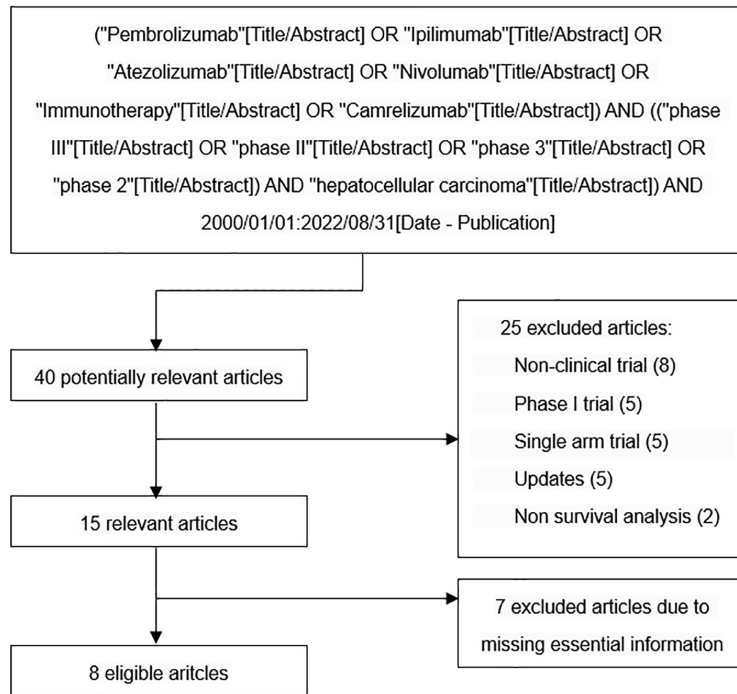 ("Pembrolizumab"[Title/Abstract] OR "Ipilimumab"[Title/Abstract] OR
"Atezolizumab"[Title/Abstract] OR "Nivolumab"[Title/Abstract] OR
"Immunotherapy"[Title/Abstract] OR "Camrelizumab"[Title/Abstract]) AND (("phase
III"[Title/Abstract] OR "phase II"[Title/Abstract] OR "phase 3"[Title/Abstract] OR
"phase 2"[Title/Abstract]) AND "hepatocellular carcinoma"[Title/Abstract]) AND
2000/01/01:2022/08/31[Date - Publication]
40 potentially relevant articles
25 excluded articles:
Non-clinical trial (8)
Phase I trial (5)
Single arm trial (5)
Updates (5)
Non survival analysis (2)
15 relevant articles
7 excluded articles due to
missing essential information
8 eligible aritcles